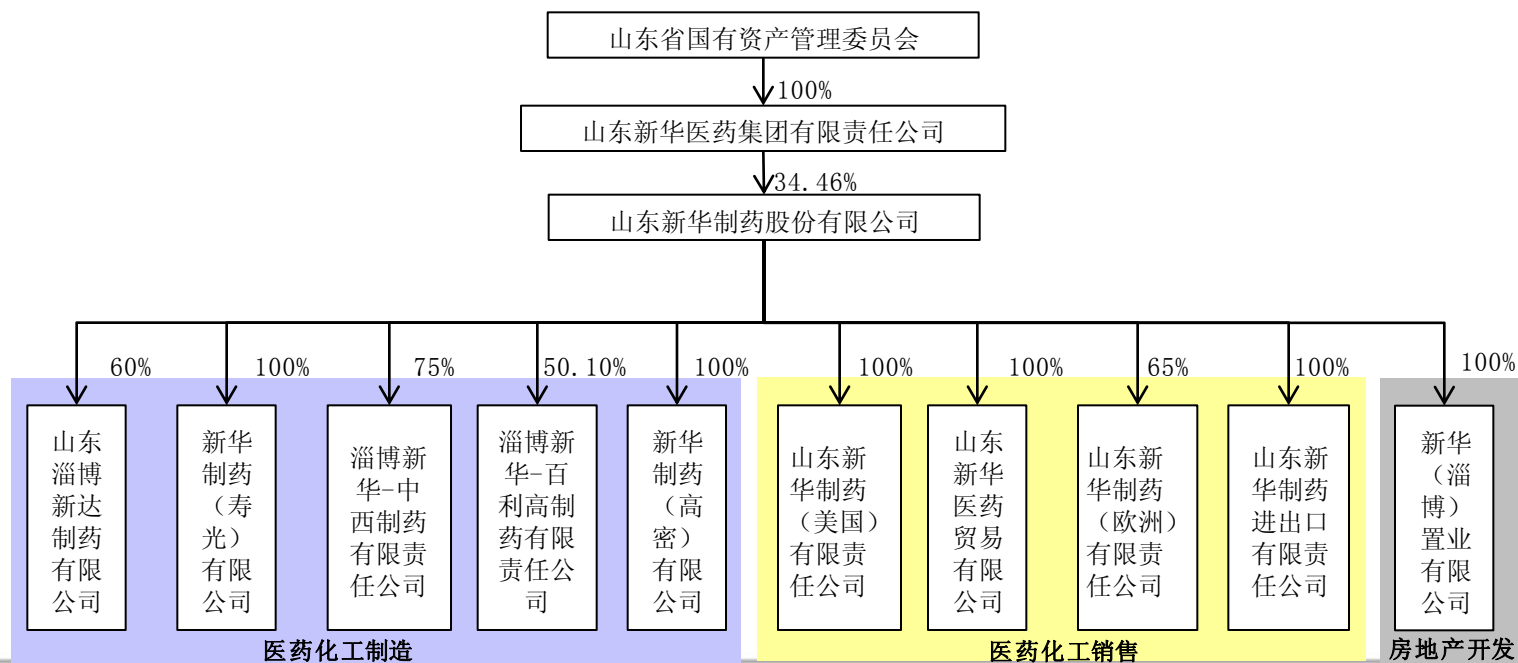 山东省国有资产管理委员会
100%
山东新华医药集团有限责任公司
34.46%
山东新华制药股份有限公司
60%
100%
75%
50.10%
100%
100%
100%
65%
100%
100%
山东
淄博
新达
制药
有限
公司
新华
制药
（寿
光）
有限
公司
淄博新
华-中
西制药
有限责
任公司
淄博新
华-百
利高制
药有限
责任公
司
新华
制药
（高
密）
有限
公司
山东新
华制药
（美国）
有限责
任公司
山东
新华
医药
贸易
有限
公司
山东新
华制药
（欧洲）
有限责
任公司
山东新
华制药
进出口
有限责
任公司
新华
（淄
博）
置业
有限
公司
医药化工制造
医药化工销售
房地产开发